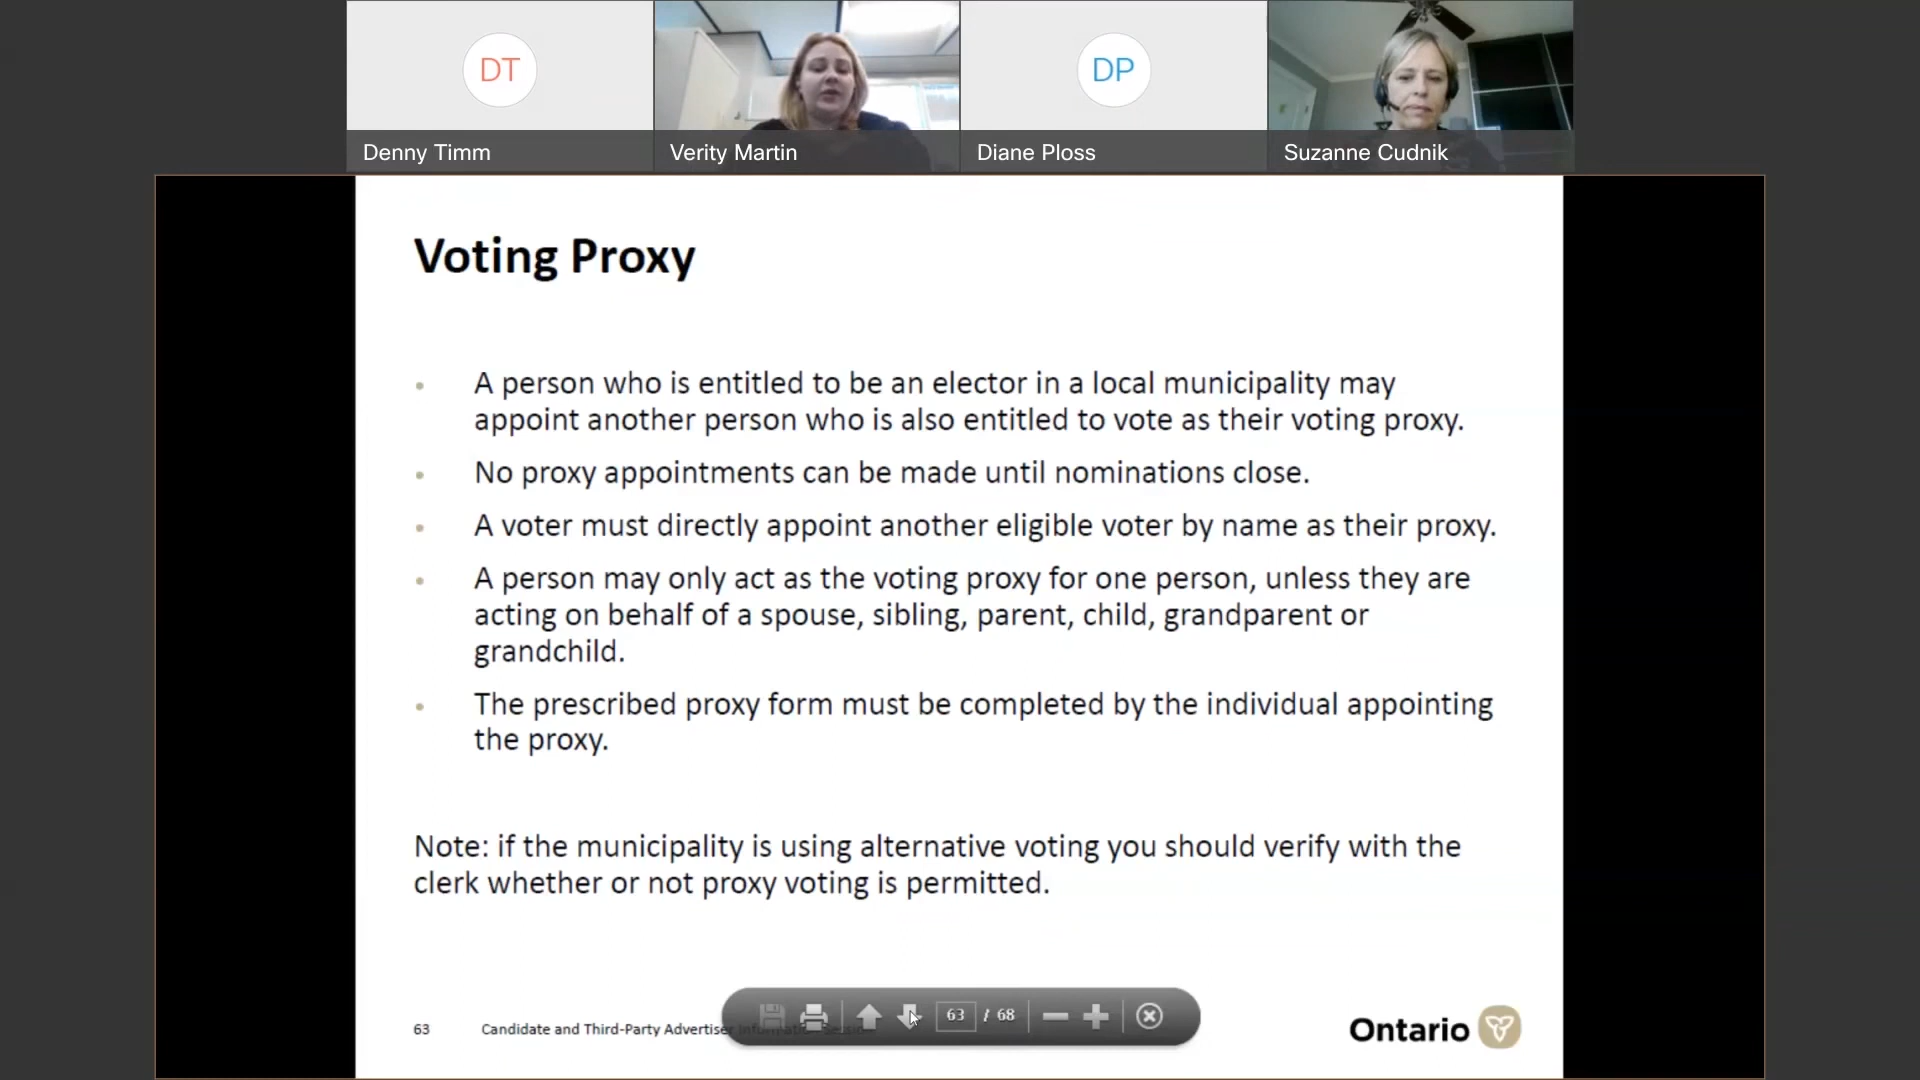 DT
DP
Denny Timm
Verity Martin
Diane Ploss
Suzanne Cudnik
Voting Proxy
• A person who is entitled to be an elector in a local municipality may
appoint another person who is also entitled to vote as their voting proxy.
• No proxy appointments can be made until nominations close.
• A voter must directly appoint another eligible voter by name as their proxy.
• A person may only act as the voting proxy for one person, unless they are
acting on behalf of a spouse, sibling, parent, child, grandparent or
grandchild.
• The prescribed proxy form must be completed by the individual appointing
the proxy.
Note: if the municipality is using alternative voting you should verify with the
clerk whether or not proxy voting is permitted.
63 Candidate and Third-Party Advertiser
63 / 68
Ontario